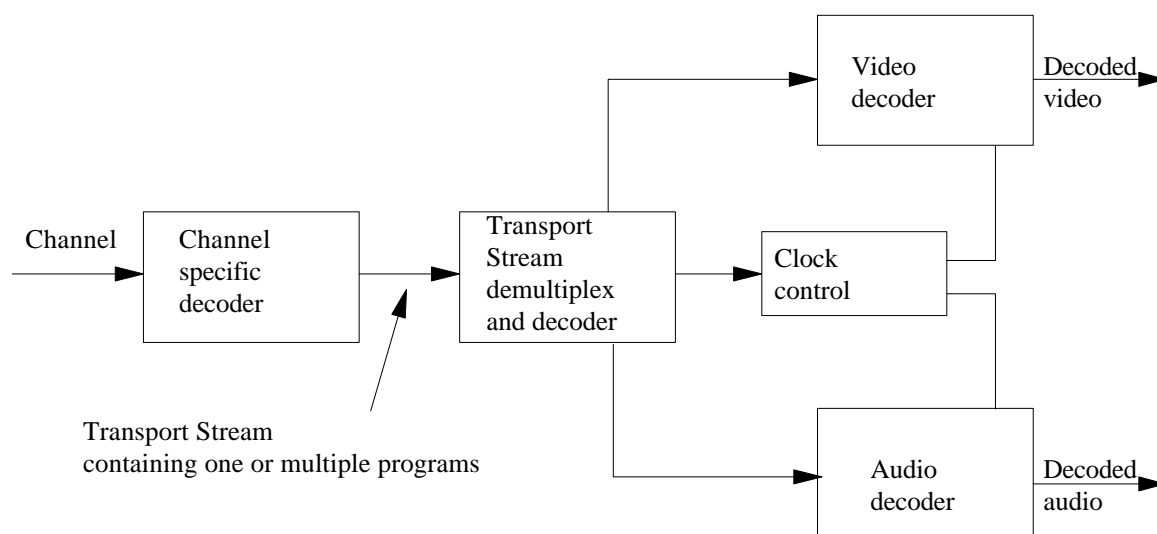 Channel
Channel
specific
decoder
Transport Stream
containing one or multiple programs
Transport
Stream
demultiplex
and decoder
Clock
control
Video
decoder
Decoded
video
Audio
decoder
Decoded
audio